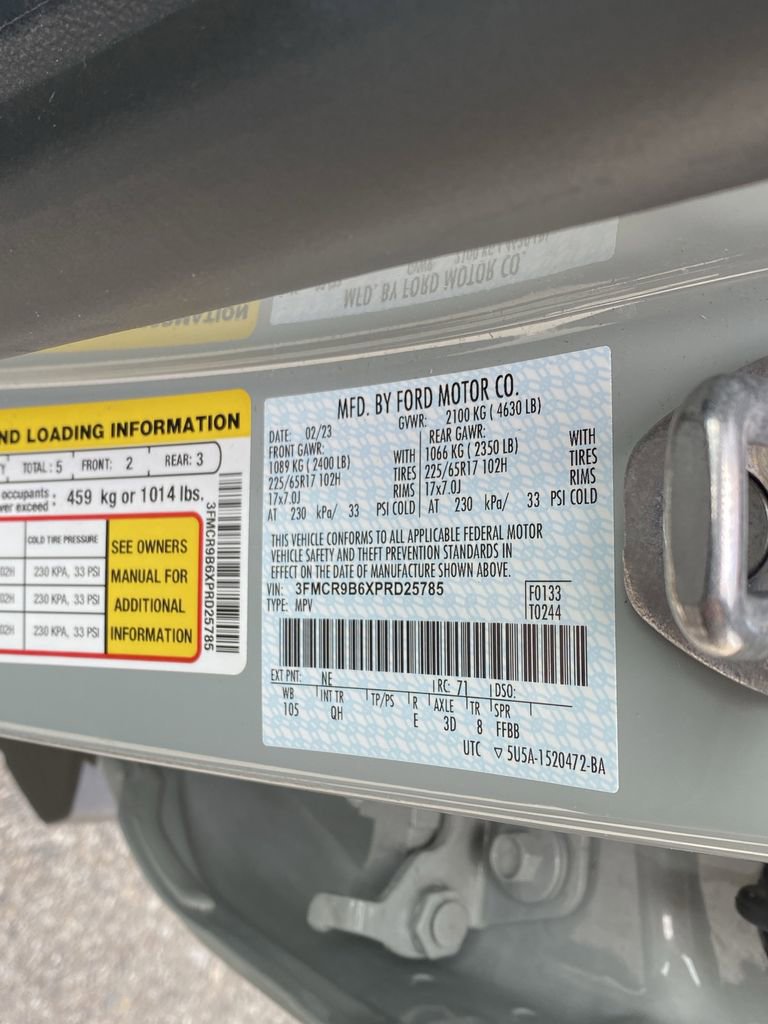 ND LOADING INFORMATION
TOTAL: 5 FRONT: 2 REAR: 3
occupants
ver exceed: 459 kg or 1014 lbs.
COLD TIRE PRESSURE
02H 230 KPA, 33 PSI
02H 230 KPA, 33 PSI
02H 230 KPA, 33 PSI
SEE OWNERS
MANUAL FOR
ADDITIONAL
INFORMATION
3FMCR9B6XPRD25785
MFD. BY FORD MOTOR CO.
DATE: 02/23 GVWR: 2100 KG ( 4630 LB)
FRONT GAWR: REAR GAWR:
1089 KG ( 2400 LB) WITH 1066 KG ( 2350 LB) WITH
225/65R17 102H TIRES 225/65R17 102H TIRES
17x7.0J RIMS 17x7.0J RIMS
AT 230 kPa/ 33 PSI COLD AT 230 kPa/ 33 PSI COLD
THIS VEHICLE CONFORMS TO ALL APPLICABLE FEDERAL MOTOR
VEHICLE SAFETY AND THEFT PREVENTION STANDARDS IN
EFFECT ON THE DATE OF MANUFACTURE SHOWN ABOVE.
VIN: 3FMCR9B6XPRD25785
TYPE: MPV
F0133
T0244
EXT PNT: NE RC: 71 DSO:
WB INT TR TP/PS R AXLE TR SPR
105 QH E 3D 8 FFBB
UTC ▽ 5U5A-1520472-BA